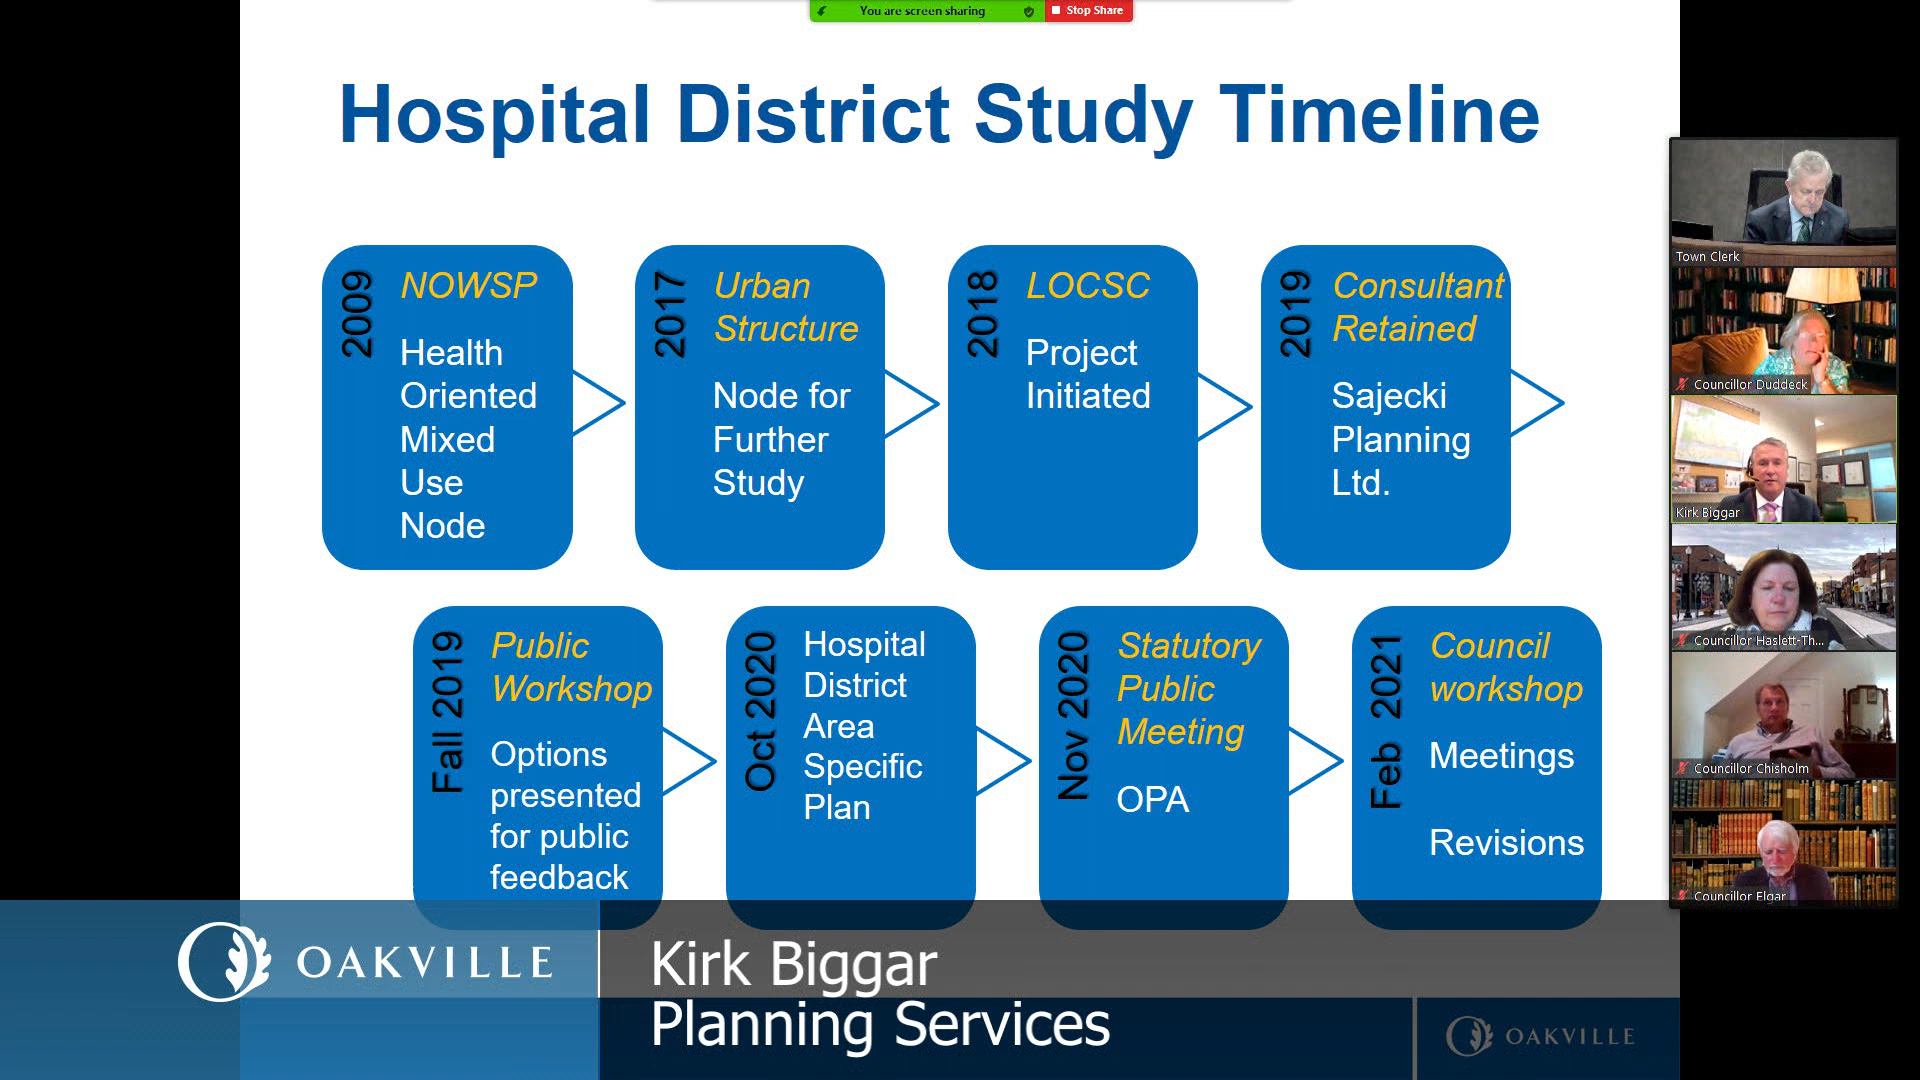 You are screen sharing
Stop Share
Hospital District Study Timeline
2009
NOWSP
Health
Oriented
Mixed
Use
Node
2017
Urban
Structure
Node for
Further
Study
2018
LOCSC
Project
Initiated
2019
Consultant
Retained
Sajecki
Planning
Ltd.
Fall 2019
Public
Workshop
Options
presented
for public
feedback
Oct 2020
Hospital
District
Area
Specific
Plan
Nov 2020
Statutory
Public
Meeting
OPA
Feb 2021
Council
workshop
Meetings
Revisions
Town Clerk
Councillor Duddeck
Kirk Biggar
Councillor Haslett-Th...
Councillor Chisholm
Councillor Elgar
OAKVILLE
Kirk Biggar
Planning Services
OAKVILLE